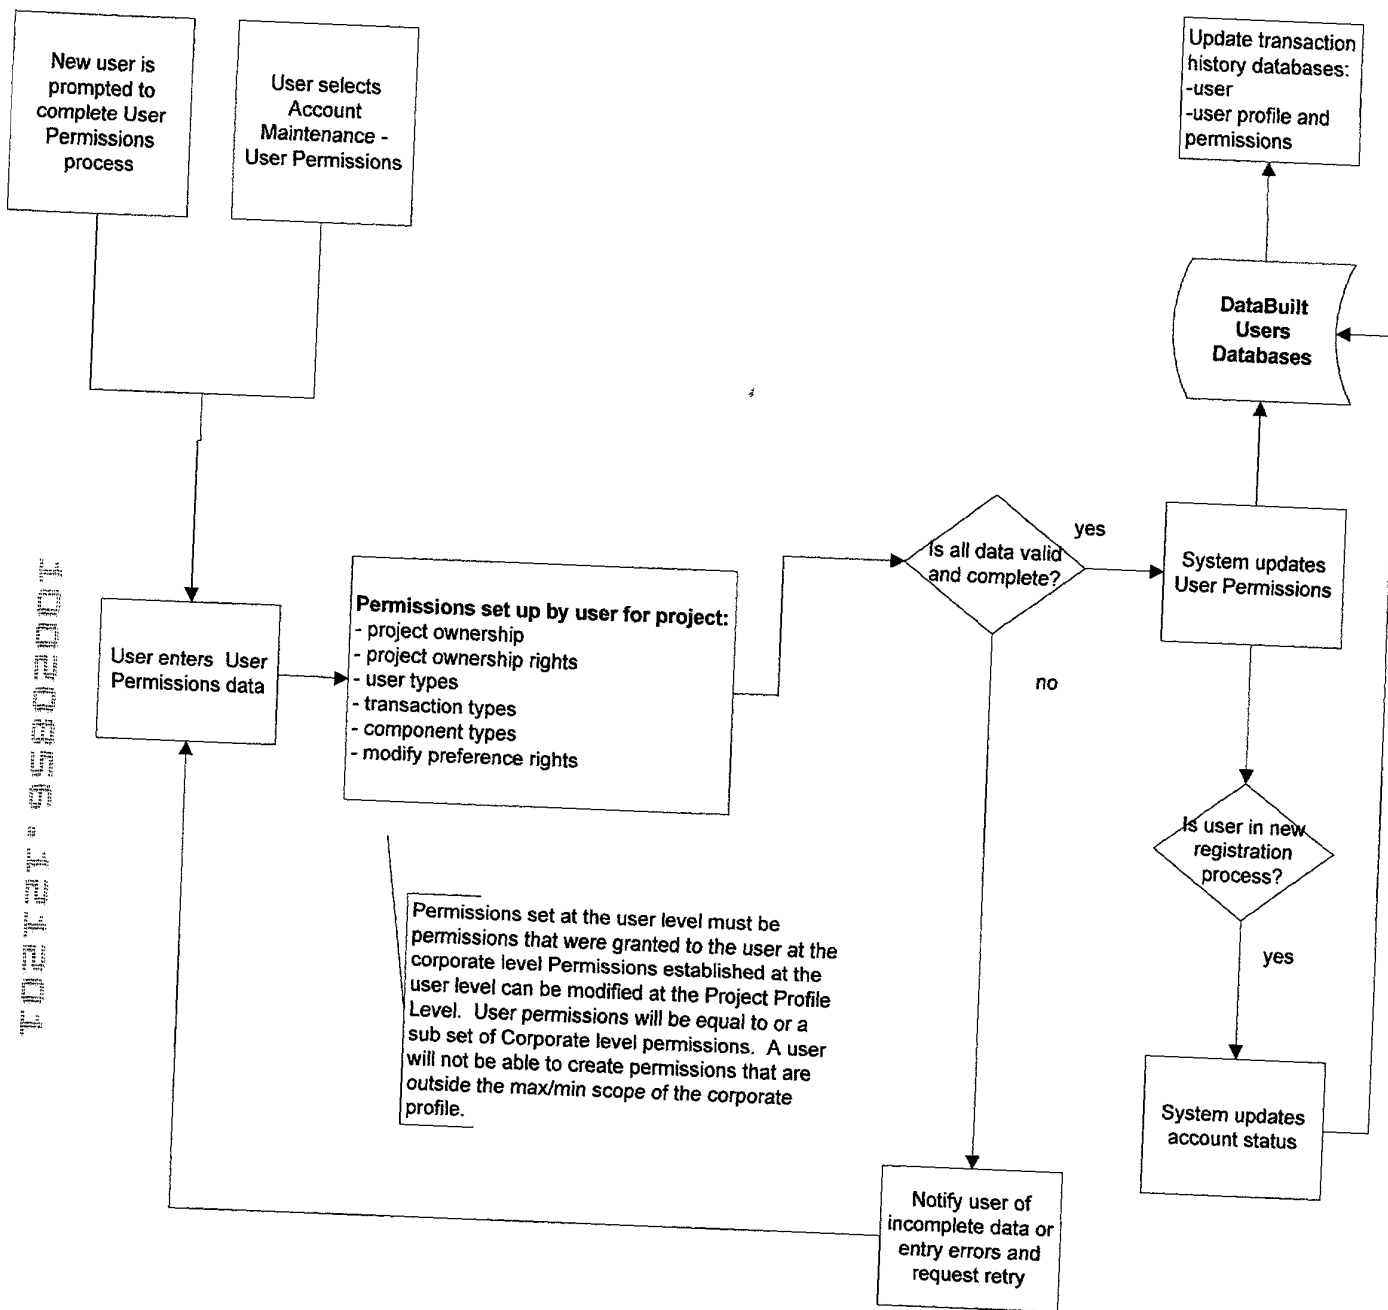 New user is
prompted to
complete User
Permissions
process
User selects
Account
Maintenance -
User Permissions
Update transaction
history databases:
-user
-user profile and
permissions
DataBuilt
Users
Databases
Is all data valid
and complete?
yes
no
System updates
User Permissions
User enters User
Permissions data
Permissions set up by user for project:
- project ownership
- project ownership rights
- user types
- transaction types
- component types
- modify preference rights
Is user in new
registration
process?
yes
Permissions set at the user level must be
permissions that were granted to the user at the
corporate level Permissions established at the
user level can be modified at the Project Profile
Level. User permissions will be equal to or a
sub set of Corporate level permissions. A user
will not be able to create permissions that are
outside the max/min scope of the corporate
profile.
System updates
account status
Notify user of
incomplete data or
entry errors and
request retry
10020856.121201